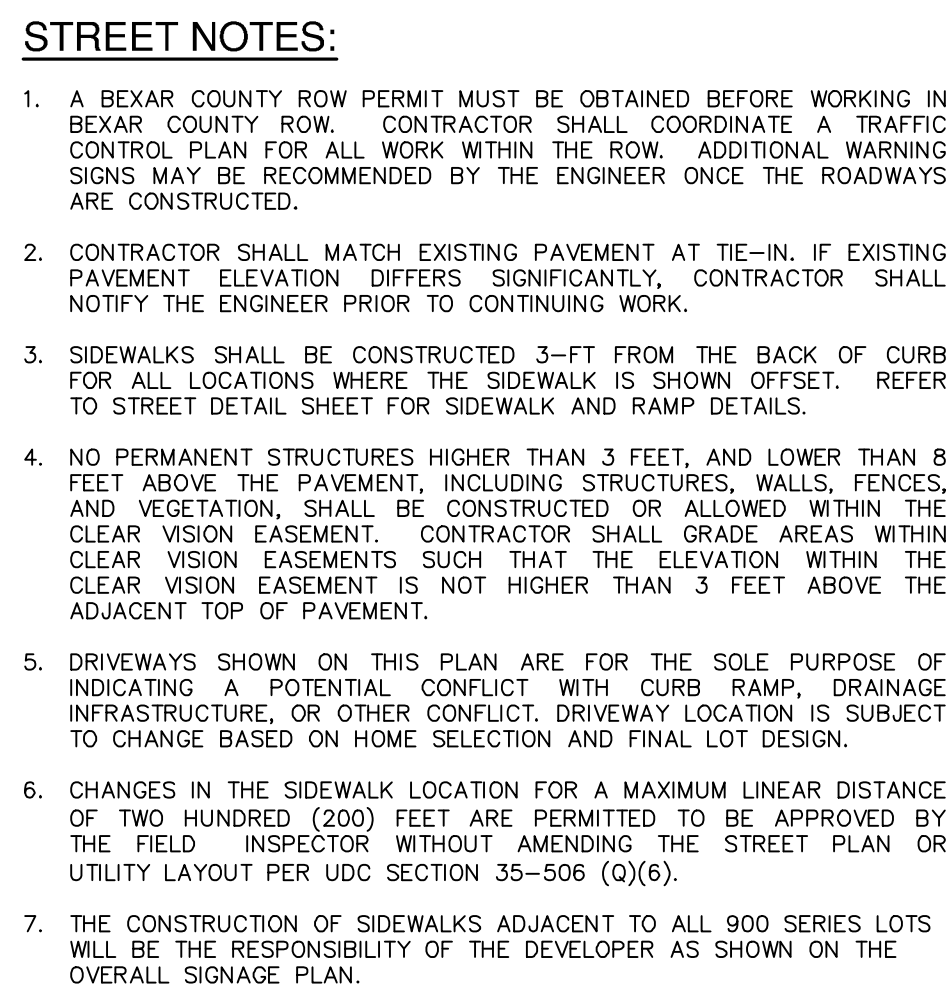 STREET NOTES:
1. A BEXAR COUNTY ROW PERMIT MUST BE OBTAINED BEFORE WORKING IN
BEXAR COUNTY ROW. CONTRACTOR SHALL COORDINATE A TRAFFIC
CONTROL PLAN FOR ALL WORK WITHIN THE ROW. ADDITIONAL WARNING
SIGNS MAY BE RECOMMENDED BY THE ENGINEER ONCE THE ROADWAYS
ARE CONSTRUCTED.
2. CONTRACTOR SHALL MATCH EXISTING PAVEMENT AT TIE-IN. IF EXISTING
PAVEMENT ELEVATION DIFFERS SIGNIFICANTLY, CONTRACTOR SHALL
NOTIFY THE ENGINEER PRIOR TO CONTINUING WORK.
3. SIDEWALKS SHALL BE CONSTRUCTED 3-FT FROM THE BACK OF CURB
FOR ALL LOCATIONS WHERE THE SIDEWALK IS SHOWN OFFSET. REFER
TO STREET DETAIL SHEET FOR SIDEWALK AND RAMP DETAILS.
4. NO PERMANENT STRUCTURES HIGHER THAN 3 FEET, AND LOWER THAN 8
FEET ABOVE THE PAVEMENT, INCLUDING STRUCTURES, WALLS, FENCES,
AND VEGETATION, SHALL BE CONSTRUCTED OR ALLOWED WITHIN THE
CLEAR VISION EASEMENT. CONTRACTOR SHALL GRADE AREAS WITHIN
CLEAR VISION EASEMENTS SUCH THAT THE ELEVATION WITHIN THE
CLEAR VISION EASEMENT IS NOT HIGHER THAN 3 FEET ABOVE THE
ADJACENT TOP OF PAVEMENT.
5. DRIVEWAYS SHOWN ON THIS PLAN ARE FOR THE SOLE PURPOSE OF
INDICATING A POTENTIAL CONFLICT WITH CURB RAMP, DRAINAGE
INFRASTRUCTURE, OR OTHER CONFLICT. DRIVEWAY LOCATION IS SUBJECT
TO CHANGE BASED ON HOME SELECTION AND FINAL LOT DESIGN.
6. CHANGES IN THE SIDEWALK LOCATION FOR A MAXIMUM LINEAR DISTANCE
OF TWO HUNDRED (200) FEET ARE PERMITTED TO BE APPROVED BY
THE FIELD INSPECTOR WITHOUT AMENDING THE STREET PLAN OR
UTILITY LAYOUT PER UDC SECTION 35-506 (Q)(6).
7. THE CONSTRUCTION OF SIDEWALKS ADJACENT TO ALL 900 SERIES LOTS
WILL BE THE RESPONSIBILITY OF THE DEVELOPER AS SHOWN ON THE
OVERALL SIGNAGE PLAN.